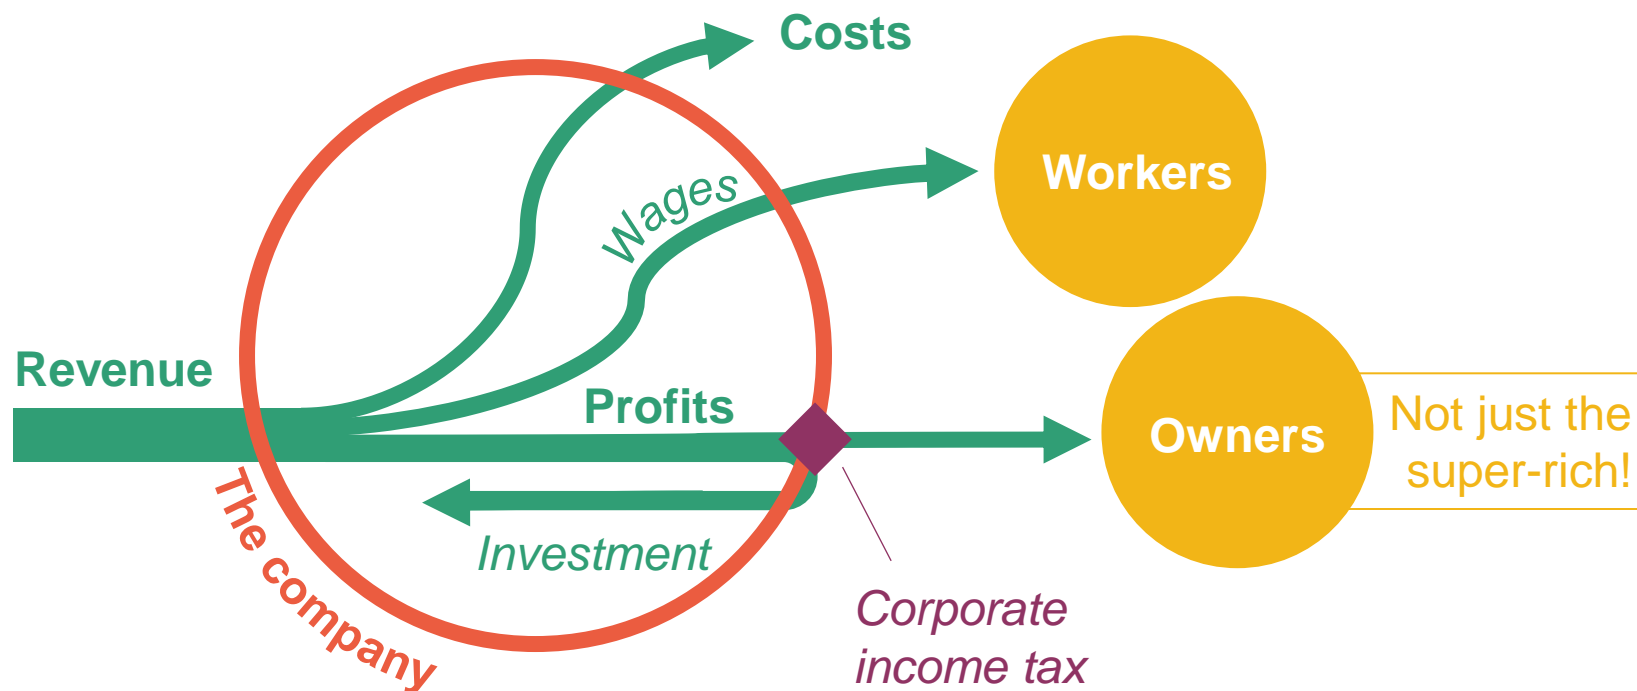 Costs
Workers
Wages
Revenue
Profits
Owners
Not just the
super-rich!
The company
Investment
Corporate
income tax